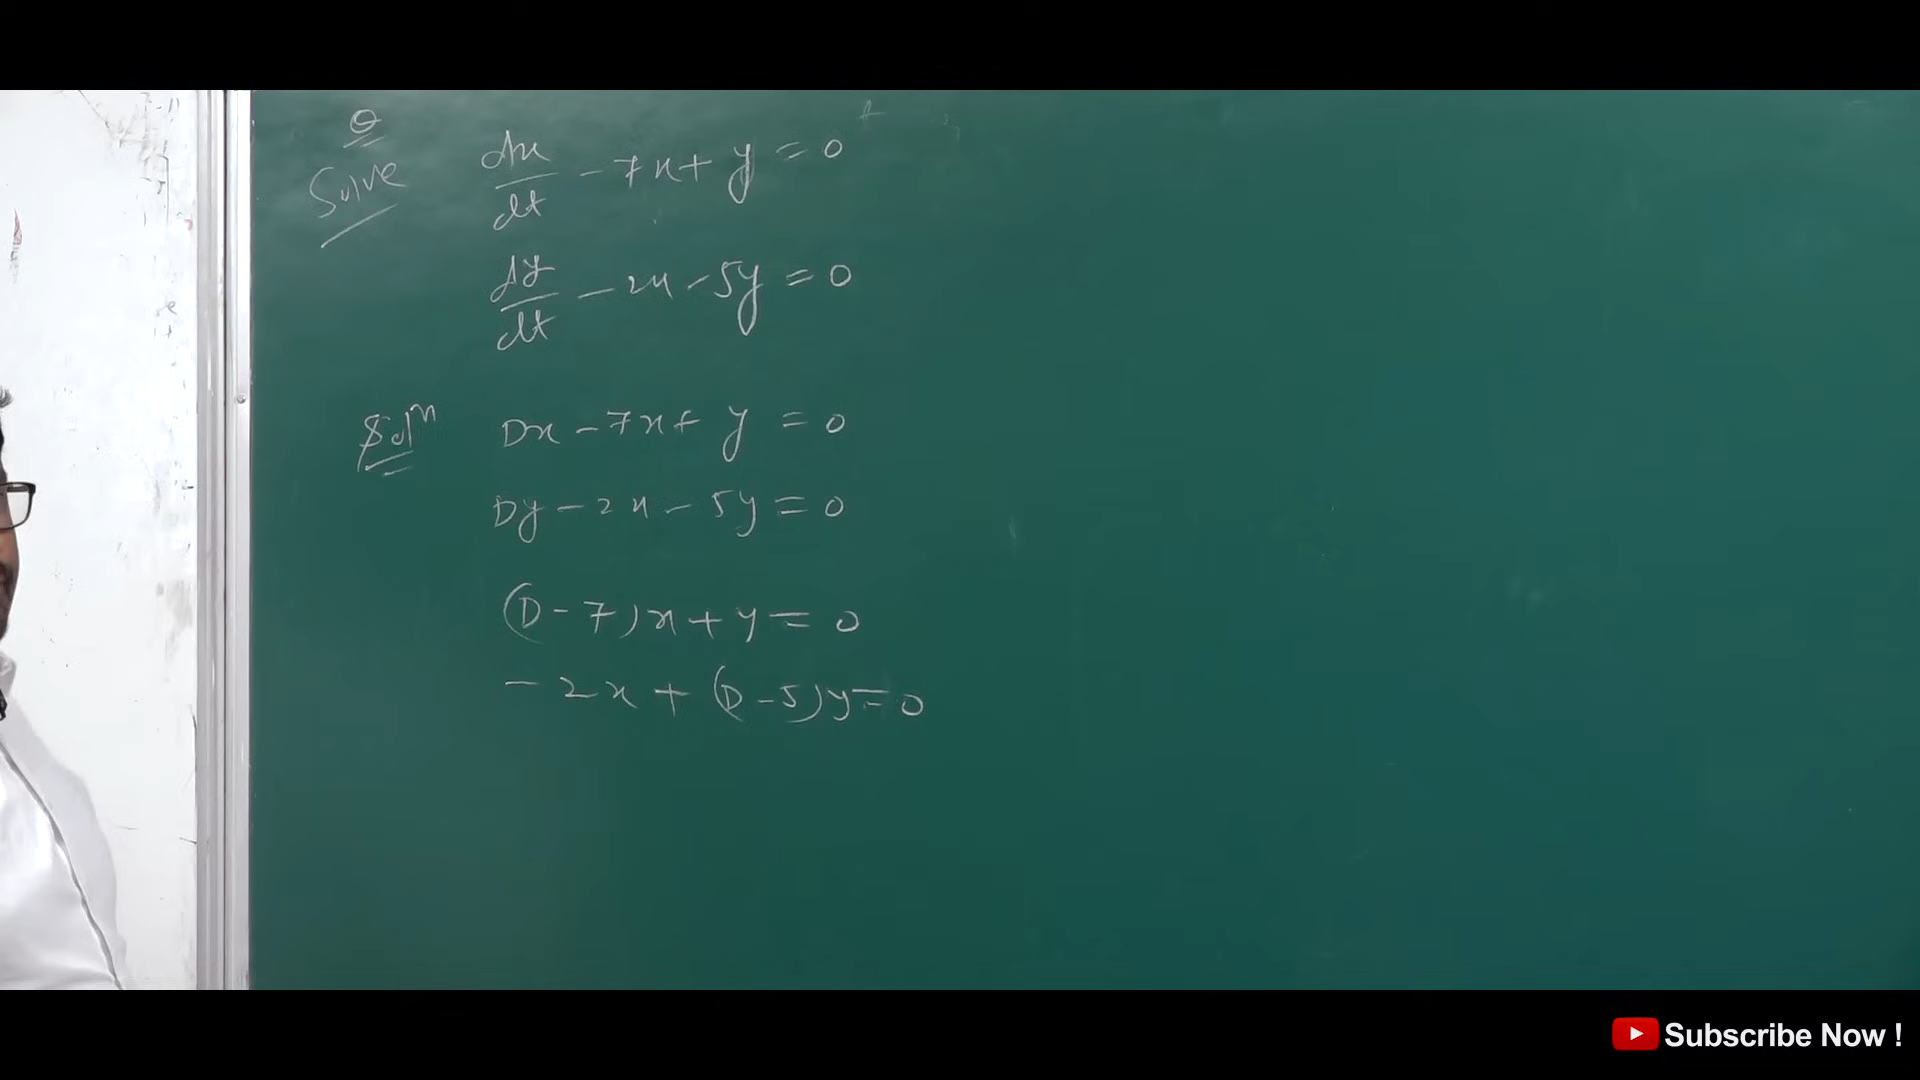 Q
Solve dx/dt - 7x + y = 0
dy/dt - 2x - 5y = 0
Solⁿ Dx - 7x + y = 0
Dy - 2x - 5y = 0
(D - 7)x + y = 0
- 2x + (D - 5)y = 0
Subscribe Now !